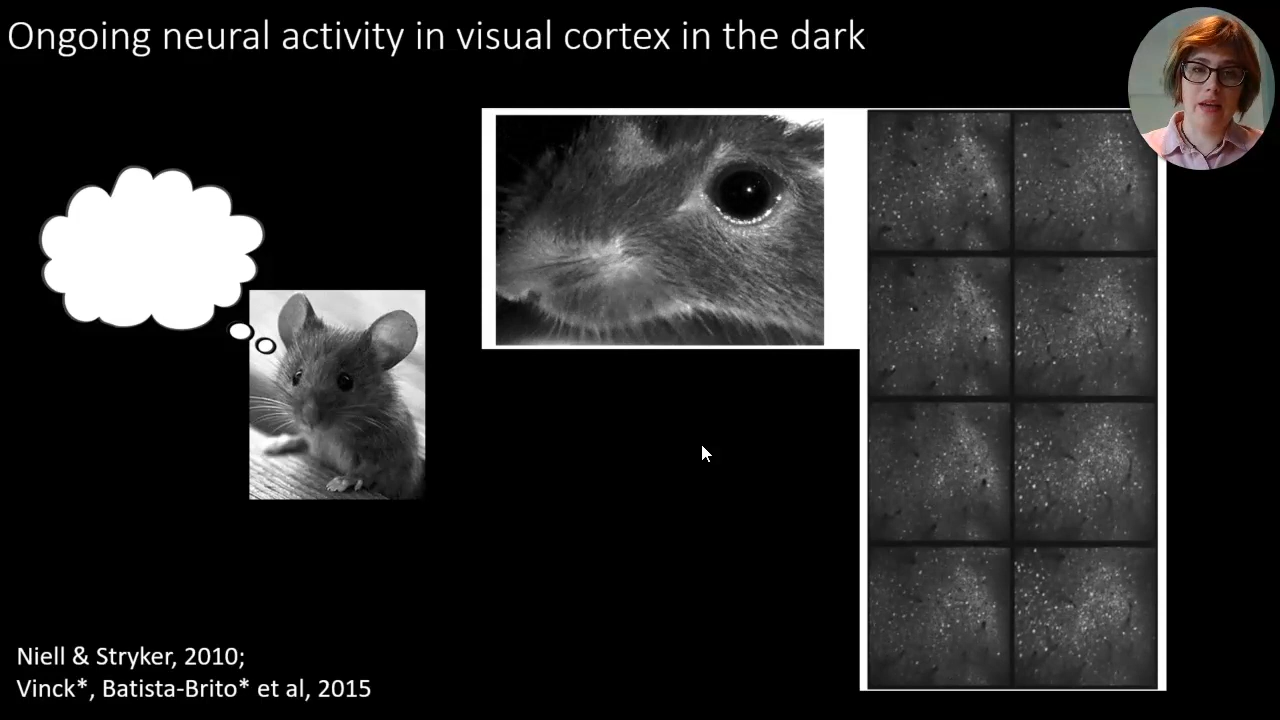 Ongoing neural activity in visual cortex in the dark
Niell & Stryker, 2010;
Vinck*, Batista-Brito* et al, 2015